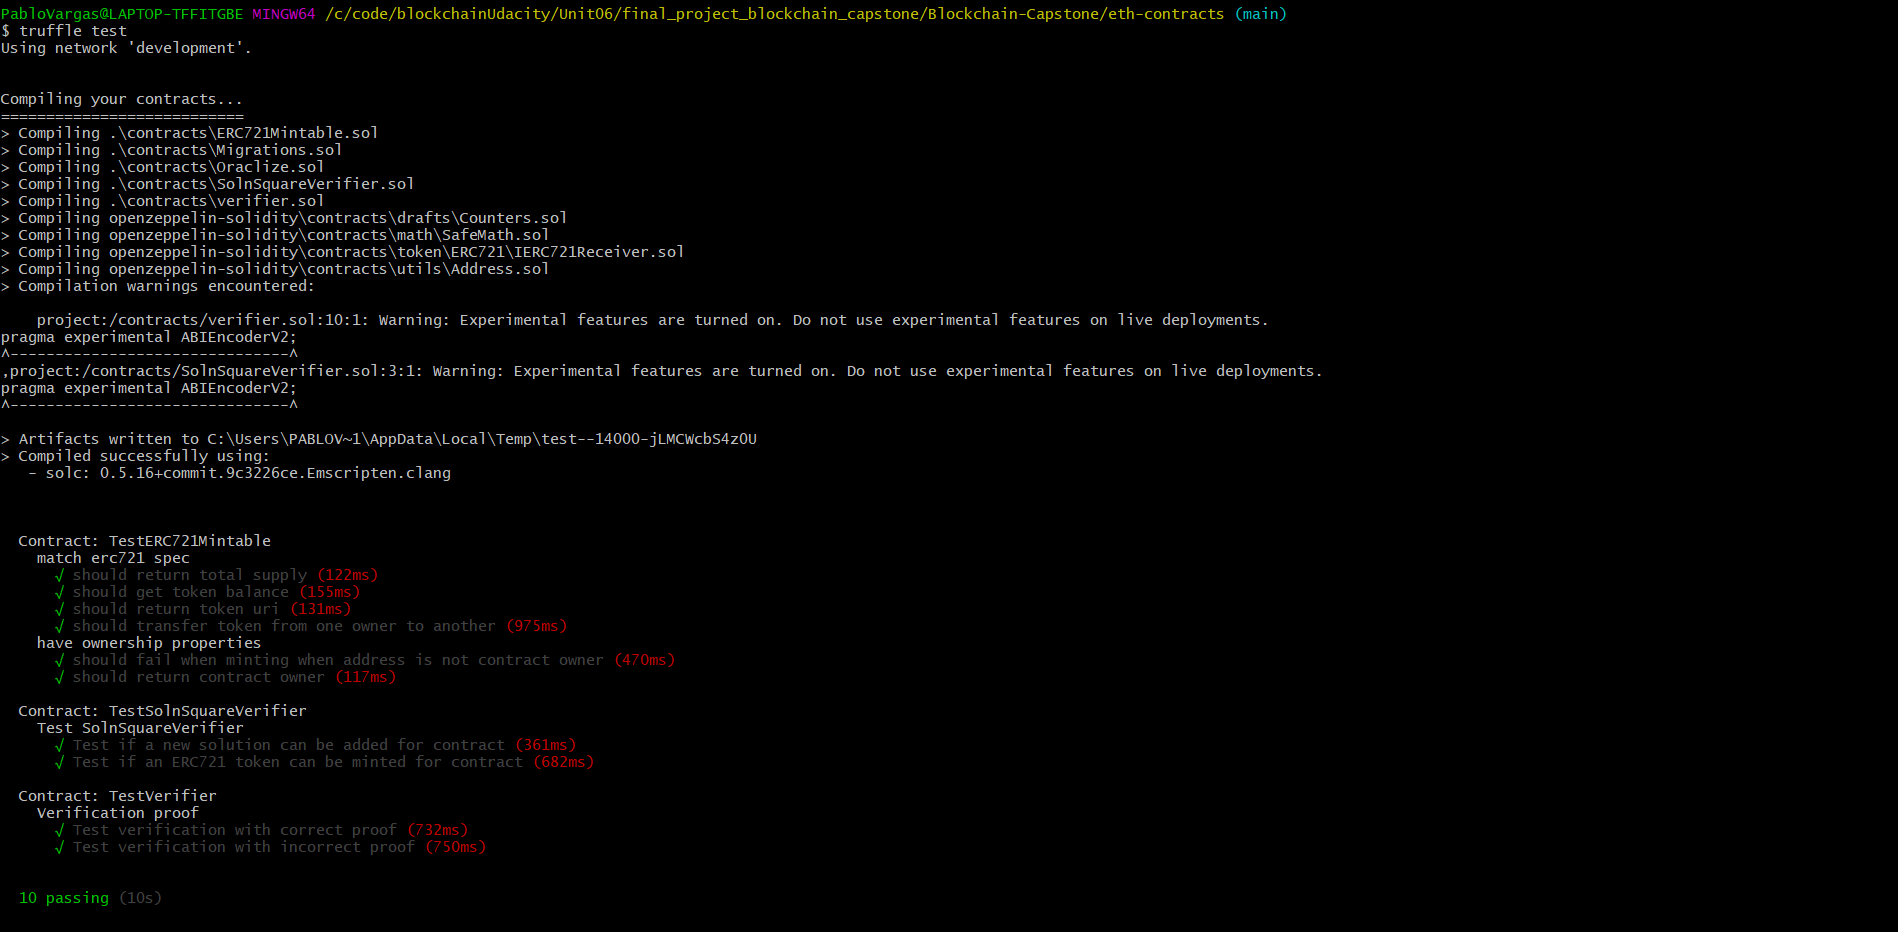 PabloVargas@LAPTOP-TFFITGBE MINGW64 /c/code/blockchainUdacity/Unit06/final_project_blockchain_capstone/Blockchain-Capstone/eth-contracts (main)
$ truffle test
Using network 'development'.
Compiling your contracts...
===========================
> Compiling .\contracts\ERC721Mintable.sol
> Compiling .\contracts\Migrations.sol
> Compiling .\contracts\Oraclize.sol
> Compiling .\contracts\SolnSquareVerifier.sol
> Compiling .\contracts\verifier.sol
> Compiling openzeppelin-solidity\contracts\drafts\Counters.sol
> Compiling openzeppelin-solidity\contracts\math\SafeMath.sol
> Compiling openzeppelin-solidity\contracts\token\ERC721\IERC721Receiver.sol
> Compiling openzeppelin-solidity\contracts\utils\Address.sol
> Compilation warnings encountered:
project:/contracts/verifier.sol:10:1: Warning: Experimental features are turned on. Do not use experimental features on live deployments.
pragma experimental ABIEncoderV2;
^-------------------------------^
,project:/contracts/SolnSquareVerifier.sol:3:1: Warning: Experimental features are turned on. Do not use experimental features on live deployments.
pragma experimental ABIEncoderV2;
^-------------------------------^
> Artifacts written to C:\Users\PABLOV~1\AppData\Local\Temp\test--14000-jLMCWcbS4zOU
> Compiled successfully using:
- solc: 0.5.16+commit.9c3226ce.Emscripten.clang
Contract: TestERC721Mintable
match erc721 spec
√ should return total supply (122ms)
√ should get token balance (155ms)
√ should return token uri (131ms)
√ should transfer token from one owner to another (975ms)
have ownership properties
√ should fail when minting when address is not contract owner (470ms)
√ should return contract owner (117ms)
Contract: TestSolnSquareVerifier
Test SolnSquareVerifier
√ Test if a new solution can be added for contract (361ms)
√ Test if an ERC721 token can be minted for contract (682ms)
Contract: TestVerifier
Verification proof
√ Test verification with correct proof (732ms)
√ Test verification with incorrect proof (750ms)
10 passing (10s)